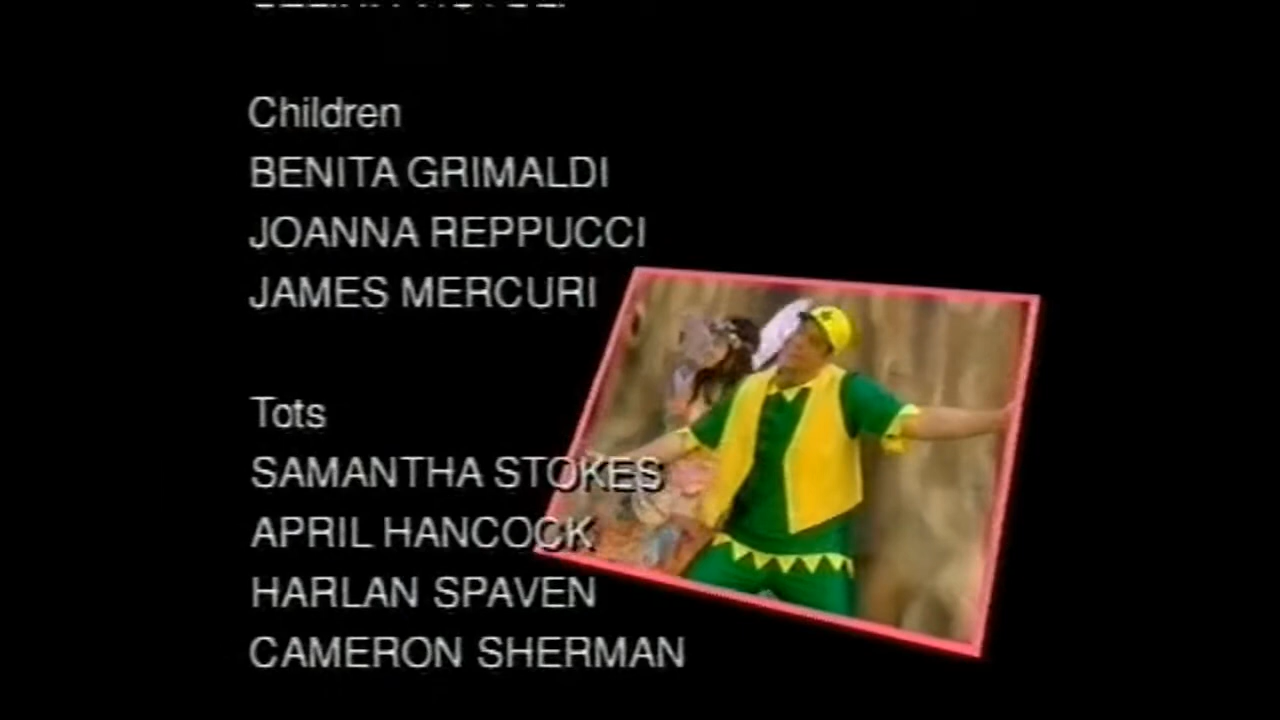 Children
BENITA GRIMALDI
JOANNA REPPUCCI
JAMES MERCURI
Tots
SAMANTHA STOKES
APRIL HANCOCK
HARLAN SPAVEN
CAMERON SHERMAN